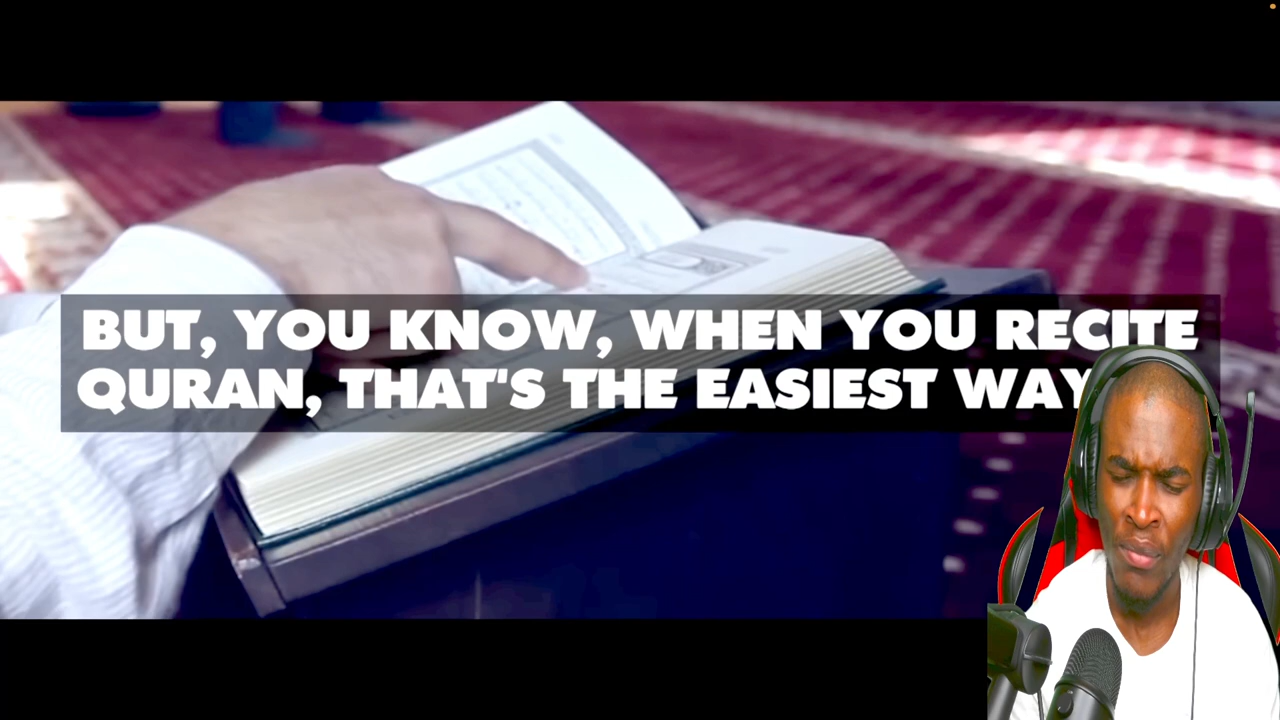 BUT, YOU KNOW, WHEN YOU RECITE
QURAN, THAT'S THE EASIEST WAY